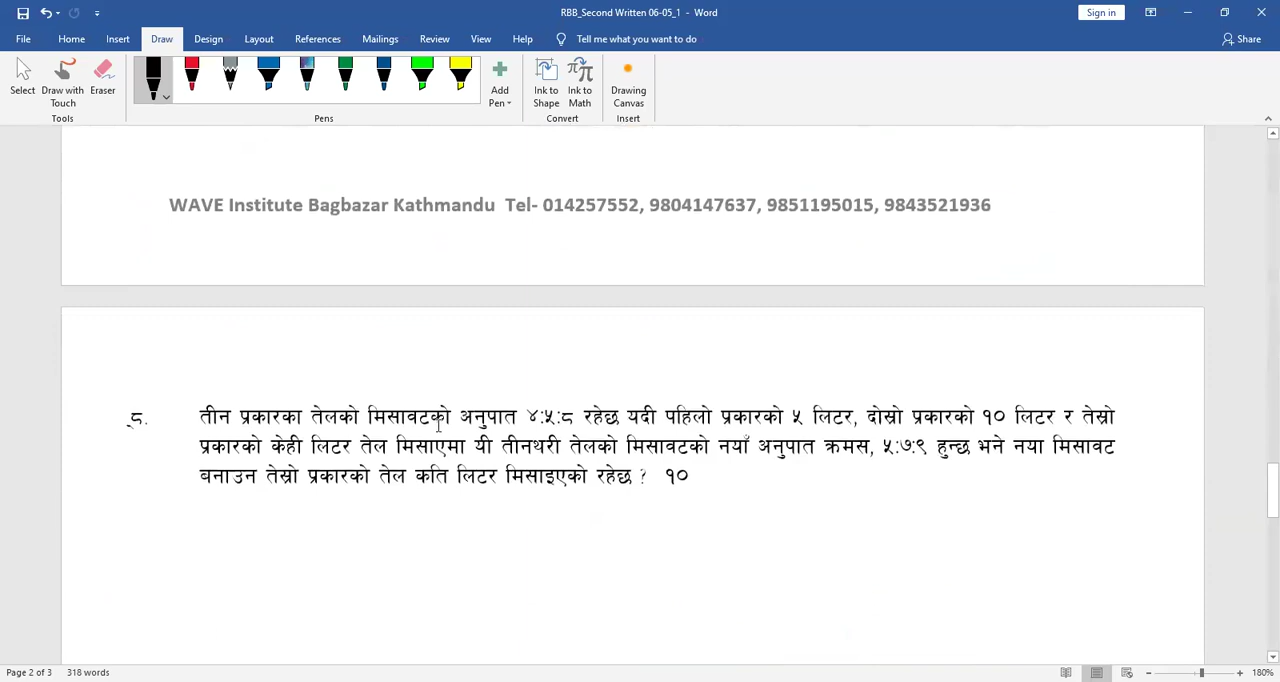 RBB_Second Written 06-05_1 - Word
Sign in
File Home Insert Draw Design Layout References Mailings Review View Help Tell me what you want to do Share
Select Draw with Touch Eraser Add Pen Ink to Shape Ink to Math Drawing Canvas
Tools Pens Convert Insert
WAVE Institute Bagbazar Kathmandu Tel- 014257552, 9804147637, 9851195015, 9843521936
८. तीन प्रकारका तेलको मिसावटको अनुपात ४:५:८ रहेछ यदी पहिलो प्रकारको ५ लिटर, दोस्रो प्रकारको १० लिटर र तेस्रो
प्रकारको केही लिटर तेल मिसाएमा यी तीनथरी तेलको मिसावटको नयाँ अनुपात क्रमस, ५:७:९ हुन्छ भने नया मिसावट
बनाउन तेस्रो प्रकारको तेल कति लिटर मिसाइएको रहेछ ? १०
Page 2 of 3 318 words 180%